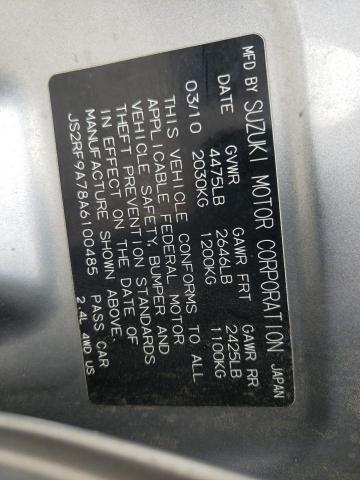 MFD BY SUZUKI MOTOR CORPORATION JAPAN
DATE GVWR GAWR FRT GAWR RR
03/10 4475LB 2646LB 2425LB
2030KG 1200KG 1100KG
THIS VEHICLE CONFORMS TO ALL
APPLICABLE FEDERAL MOTOR
VEHICLE SAFETY, BUMPER AND
THEFT PREVENTION STANDARDS
IN EFFECT ON THE DATE OF
MANUFACTURE SHOWN ABOVE.
JS2RF9A78A6100485 PASS CAR
2.4L 4WD US